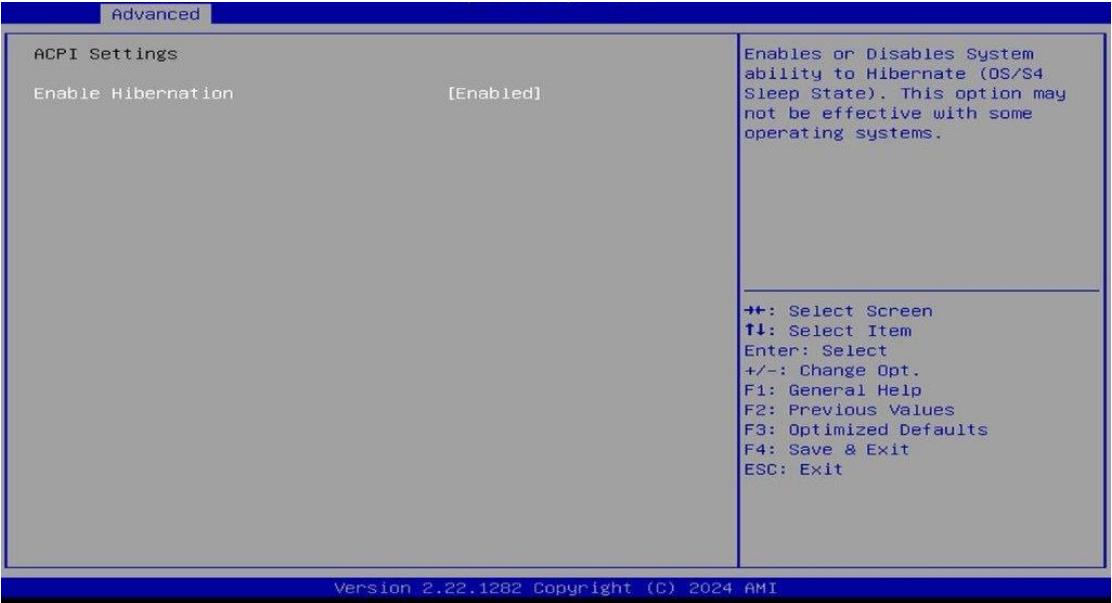 Advanced
ACPI Settings
Enable Hibernation [Enabled]
Enables or Disables System
ability to Hibernate (OS/S4
Sleep State). This option may
not be effective with some
operating systems.
→←: Select Screen
↑↓: Select Item
Enter: Select
+/-: Change Opt.
F1: General Help
F2: Previous Values
F3: Optimized Defaults
F4: Save & Exit
ESC: Exit
Version 2.22.1282 Copyright (C) 2024 AMI